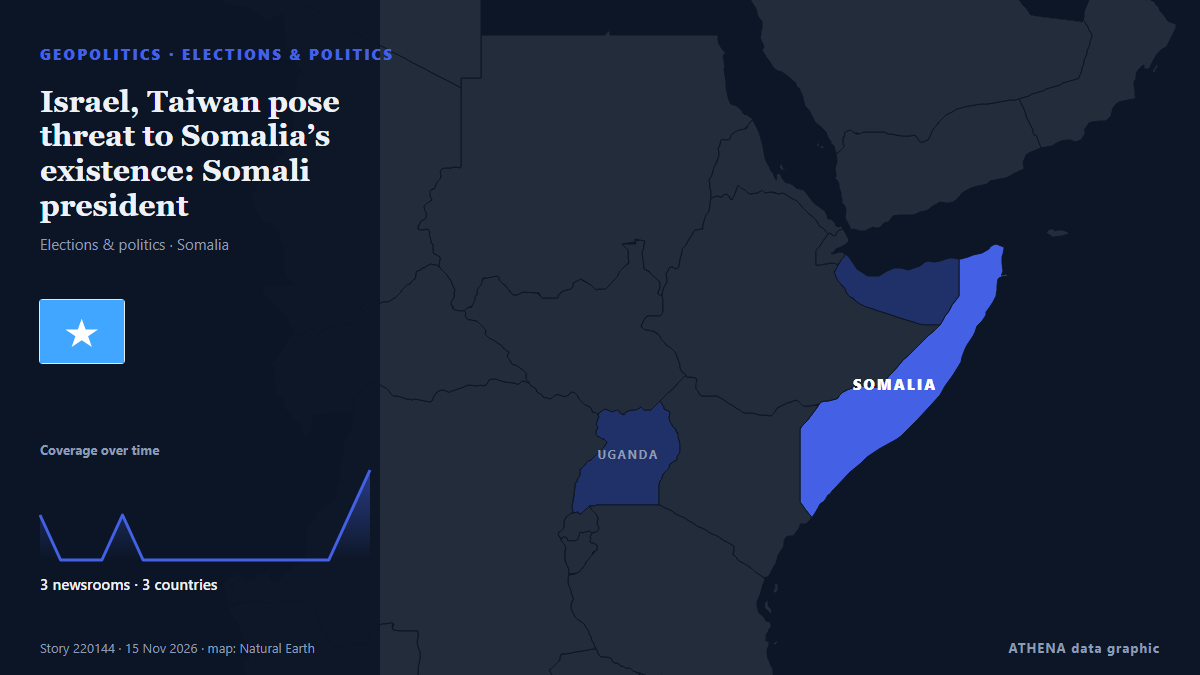 GEOPOLITICS · ELECTIONS & POLITICS
Israel, Taiwan pose
threat to Somalia’s
existence: Somali
president
Elections & politics · Somalia
SOMALIA
UGANDA
Coverage over time
3 newsrooms · 3 countries
Story 220144 · 15 Nov 2026 · map: Natural Earth
ATHENA data graphic